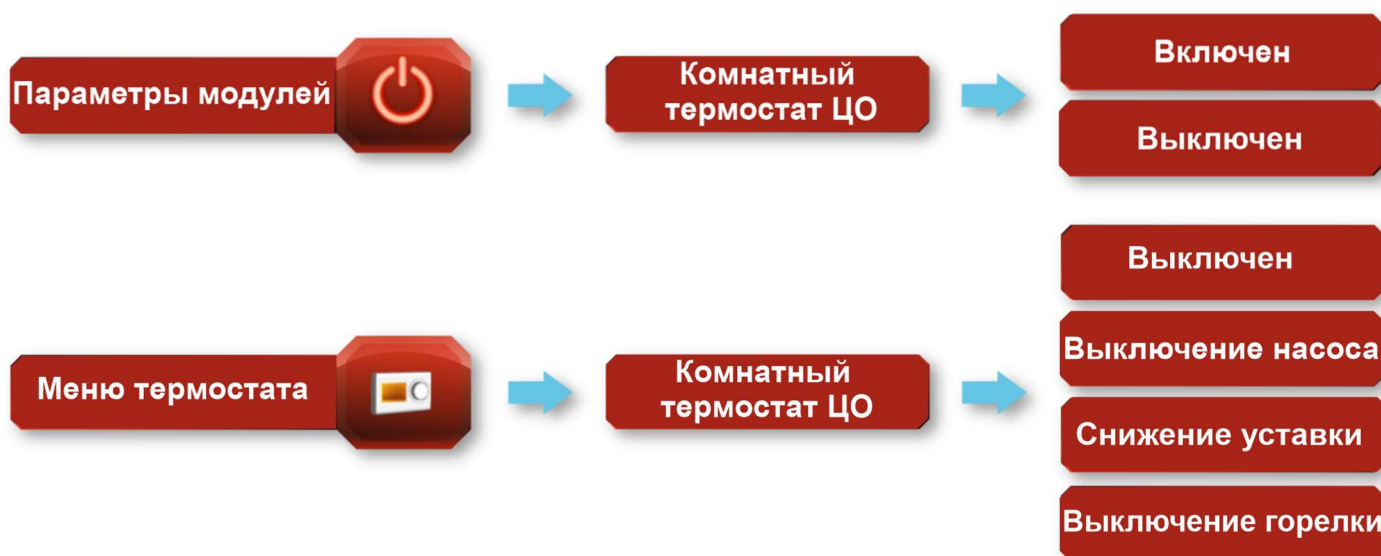 Параметры модулей
Комнатный
термостат ЦО
Включен
Выключен
Меню термостата
Комнатный
термостат ЦО
Выключен
Выключение насоса
Снижение уставки
Выключение горелки